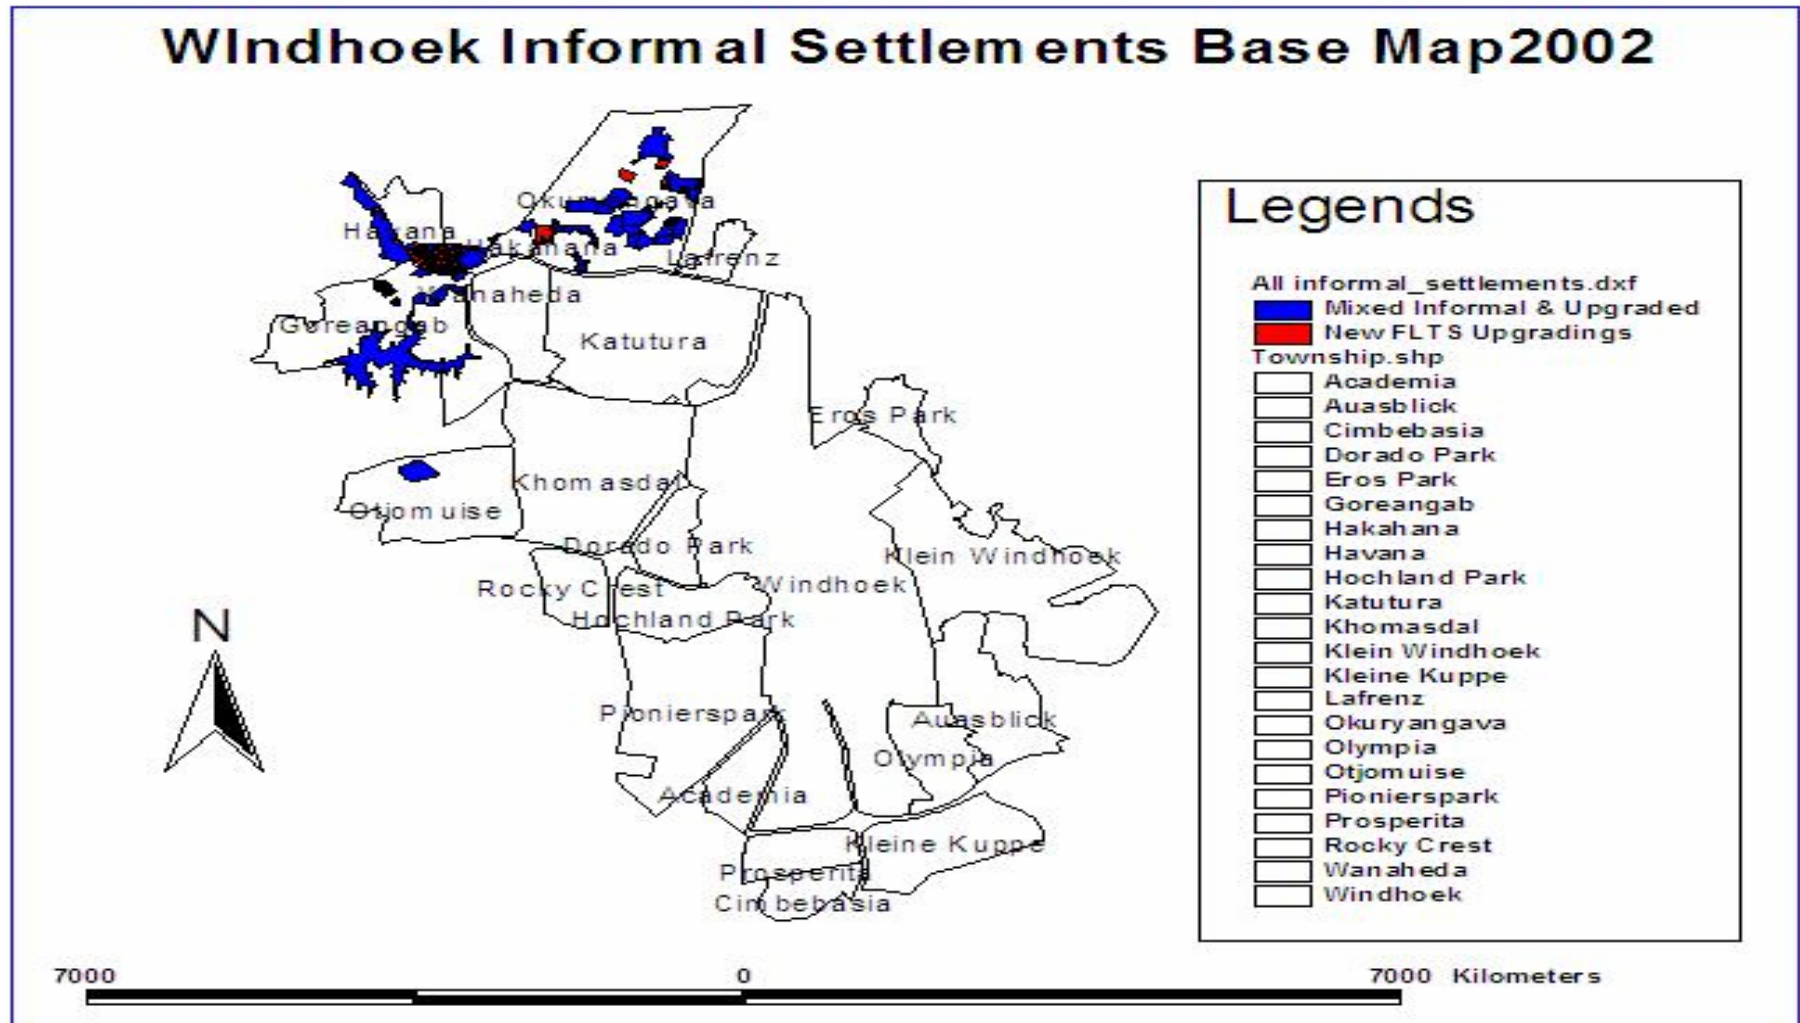 WIndhoek Informal Settlements Base Map2002
Okuryangava
Havana
Hakahana
Lafrenz
Wanaheda
Goreangab
Katutura
Eros Park
Khomasdal
Otjomuise
Dorado Park
Klein Windhoek
Rocky Crest
Windhoek
Hochland Park
N
Pionierspark
Auasblick
Olympia
Academia
Kleine Kuppe
Prosperita
Cimbebasia
Legends
All informal_settlements.dxf
Mixed Informal & Upgraded
New FLTS Upgradings
Township.shp
Academia
Auasblick
Cimbebasia
Dorado Park
Eros Park
Goreangab
Hakahana
Havana
Hochland Park
Katutura
Khomasdal
Klein Windhoek
Kleine Kuppe
Lafrenz
Okuryangava
Olympia
Otjomuise
Pionierspark
Prosperita
Rocky Crest
Wanaheda
Windhoek
7000 0 7000 Kilometers